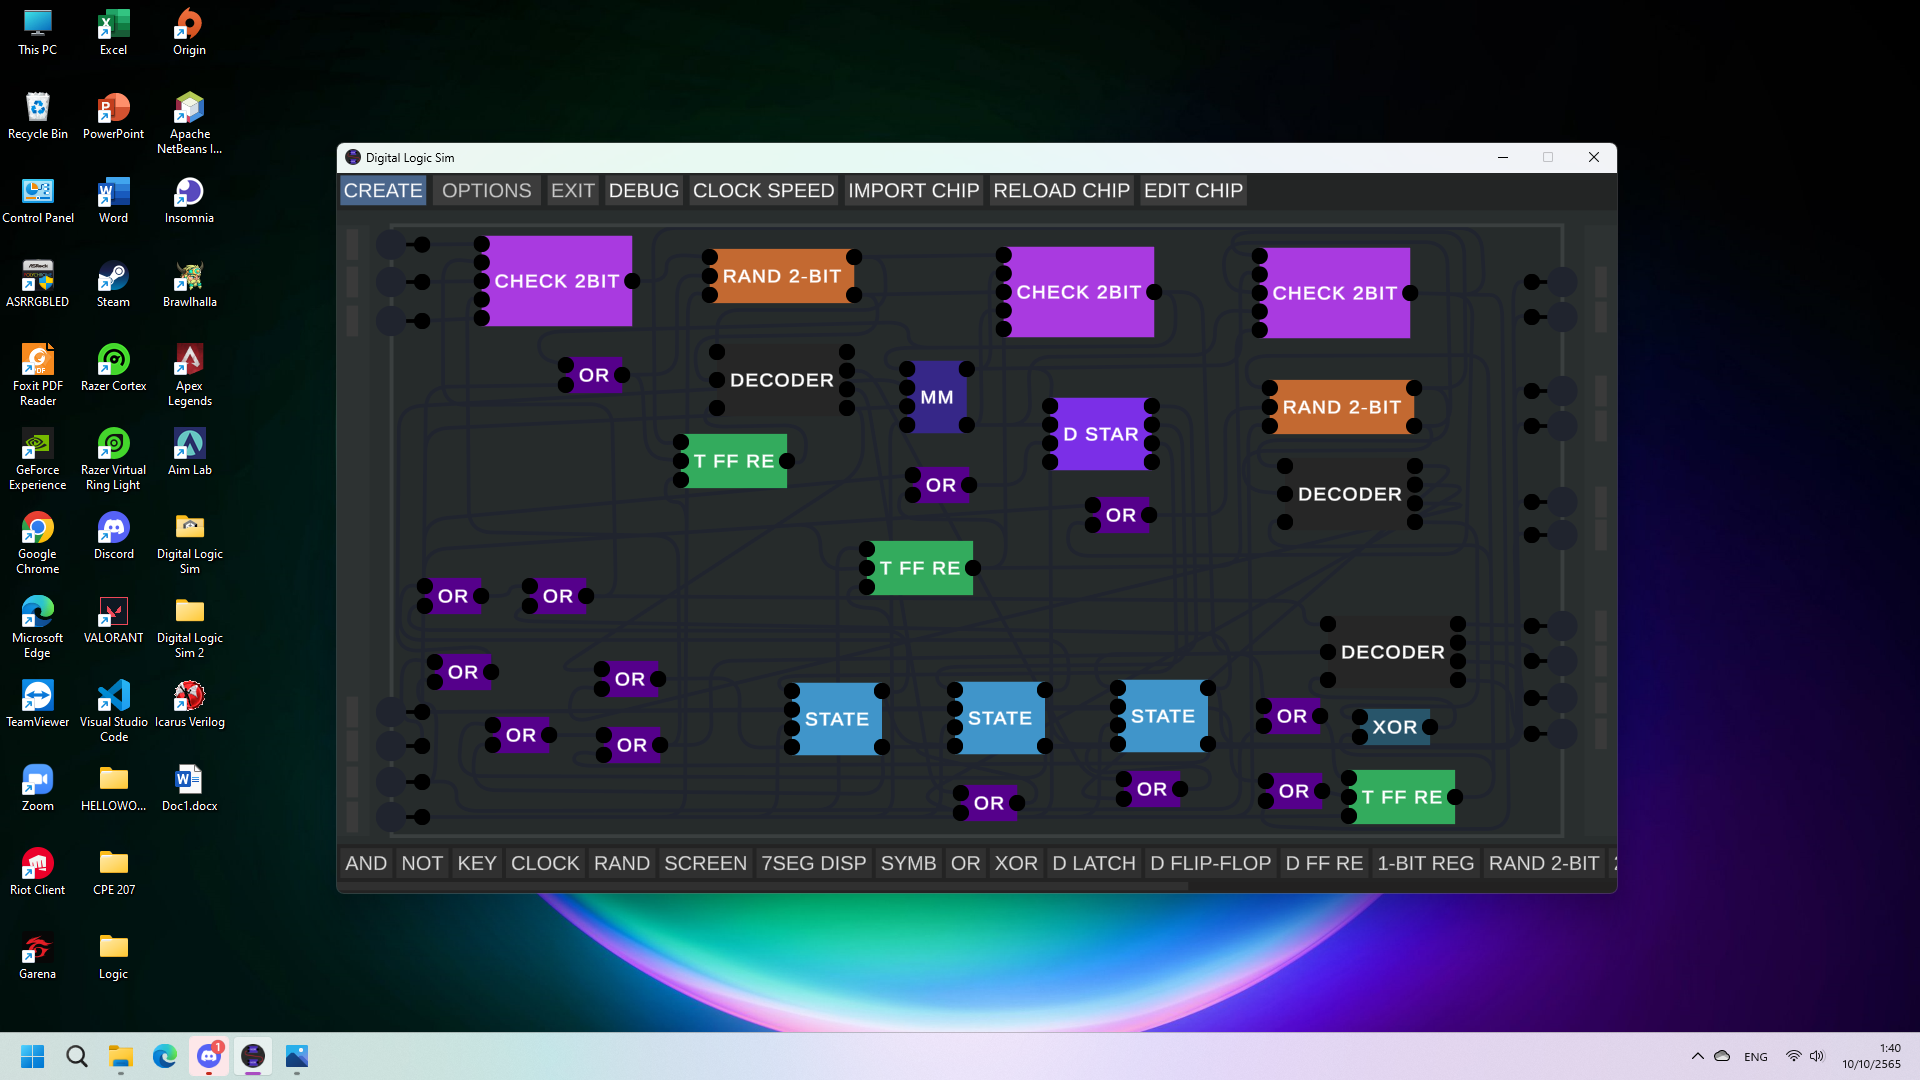 This PC
Excel
Origin
Recycle Bin
PowerPoint
Apache
NetBeans I...
Control Panel
Word
Insomnia
ASRRGBLED
Steam
Brawlhalla
Foxit PDF
Reader
Razer Cortex
Apex
Legends
GeForce
Experience
Razer Virtual
Ring Light
Aim Lab
Google
Chrome
Discord
Digital Logic
Sim
Microsoft
Edge
VALORANT
Digital Logic
Sim 2
TeamViewer
Visual Studio
Code
Icarus Verilog
Zoom
HELLOWO...
Doc1.docx
Riot Client
CPE 207
Garena
Logic
Digital Logic Sim
CREATE
OPTIONS
EXIT
DEBUG
CLOCK SPEED
IMPORT CHIP
RELOAD CHIP
EDIT CHIP
CHECK 2BIT
RAND 2-BIT
CHECK 2BIT
CHECK 2BIT
OR
DECODER
MM
RAND 2-BIT
D STAR
T FF RE
OR
DECODER
OR
T FF RE
OR
OR
DECODER
OR
OR
STATE
STATE
STATE
OR
XOR
OR
OR
OR
OR
OR
T FF RE
OR
AND
NOT
KEY
CLOCK
RAND
SCREEN
7SEG DISP
SYMB
OR
XOR
D LATCH
D FLIP-FLOP
D FF RE
1-BIT REG
RAND 2-BIT
1
ENG
1:40
10/10/2565